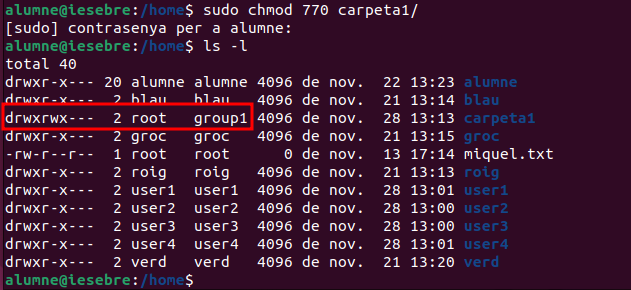 alumne@iesebre:/home$ sudo chmod 770 carpeta1/
[sudo] contrasenya per a alumne:
alumne@iesebre:/home$ ls -l
total 40
drwxr-x--- 20 alumne alumne 4096 de nov.  22 13:23 alumne
drwxr-x---  2 blau   blau   4096 de nov.  21 13:14 blau
drwxrwx---  2 root   group1 4096 de nov.  28 13:13 carpeta1
drwxr-x---  2 groc   groc   4096 de nov.  21 13:15 groc
-rw-r--r--  1 root   root      0 de nov.  13 17:14 miquel.txt
drwxr-x---  2 roig   roig   4096 de nov.  21 13:13 roig
drwxr-x---  2 user1  user1  4096 de nov.  28 13:01 user1
drwxr-x---  2 user2  user2  4096 de nov.  28 13:00 user2
drwxr-x---  2 user3  user3  4096 de nov.  28 13:00 user3
drwxr-x---  2 user4  user4  4096 de nov.  28 13:01 user4
drwxr-x---  2 verd   verd   4096 de nov.  21 13:20 verd
alumne@iesebre:/home$